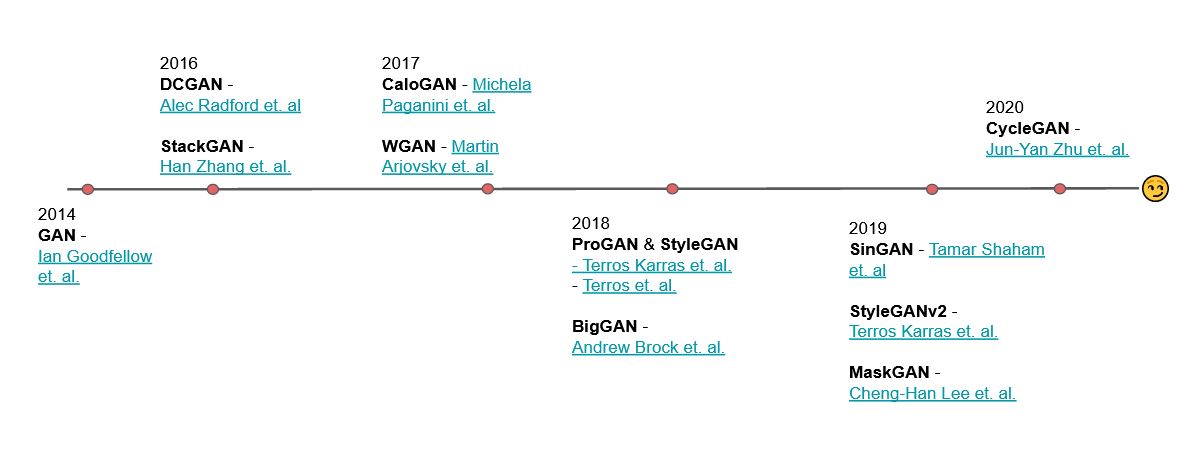 2014
GAN -
Ian Goodfellow
et. al.
2016
DCGAN -
Alec Radford et. al
StackGAN -
Han Zhang et. al.
2017
CaloGAN - Michela
Paganini et. al.
WGAN - Martin
Arjovsky et. al.
2018
ProGAN & StyleGAN
- Terros Karras et. al.
- Terros et. al.
BigGAN -
Andrew Brock et. al.
2019
SinGAN - Tamar Shaham
et. al
StyleGANv2 -
Terros Karras et. al.
MaskGAN -
Cheng-Han Lee et. al.
2020
CycleGAN -
Jun-Yan Zhu et. al.